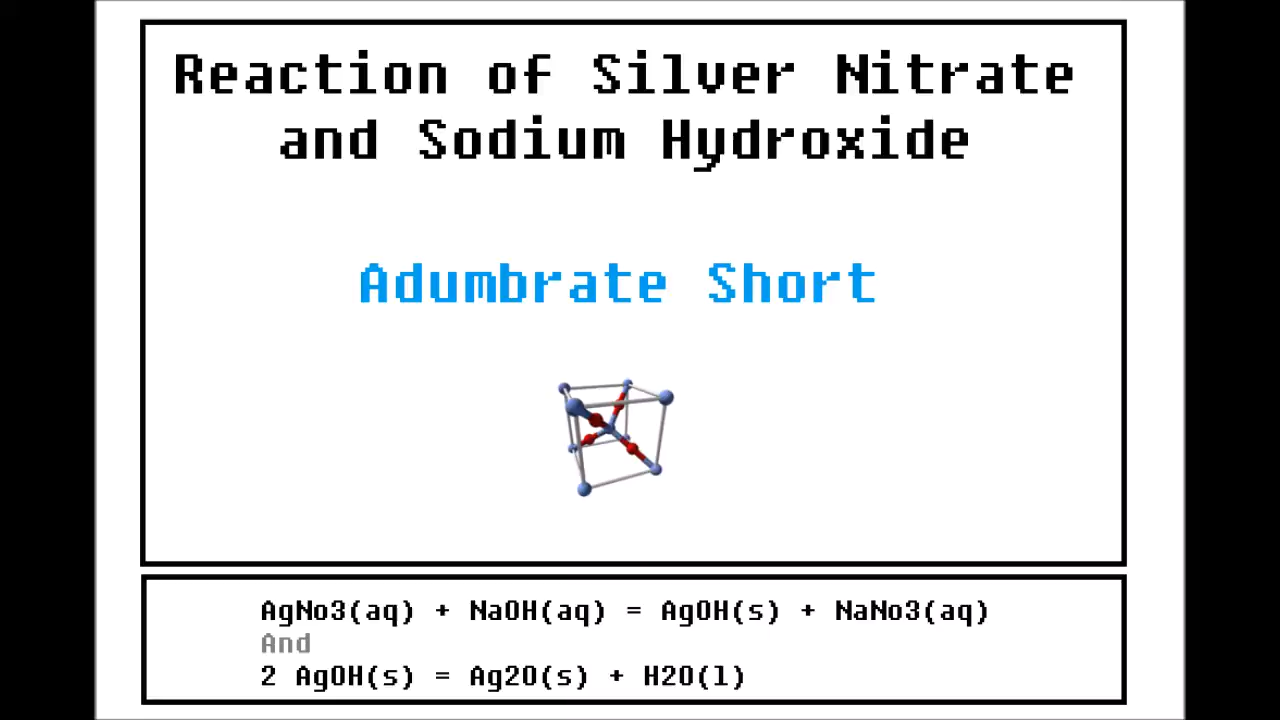 Reaction of Silver Nitrate
and Sodium Hydroxide
Adumbrate Short
AgNo3(aq) + NaOH(aq) = AgOH(s) + NaNo3(aq)
And
2 AgOH(s) = Ag2O(s) + H2O(l)